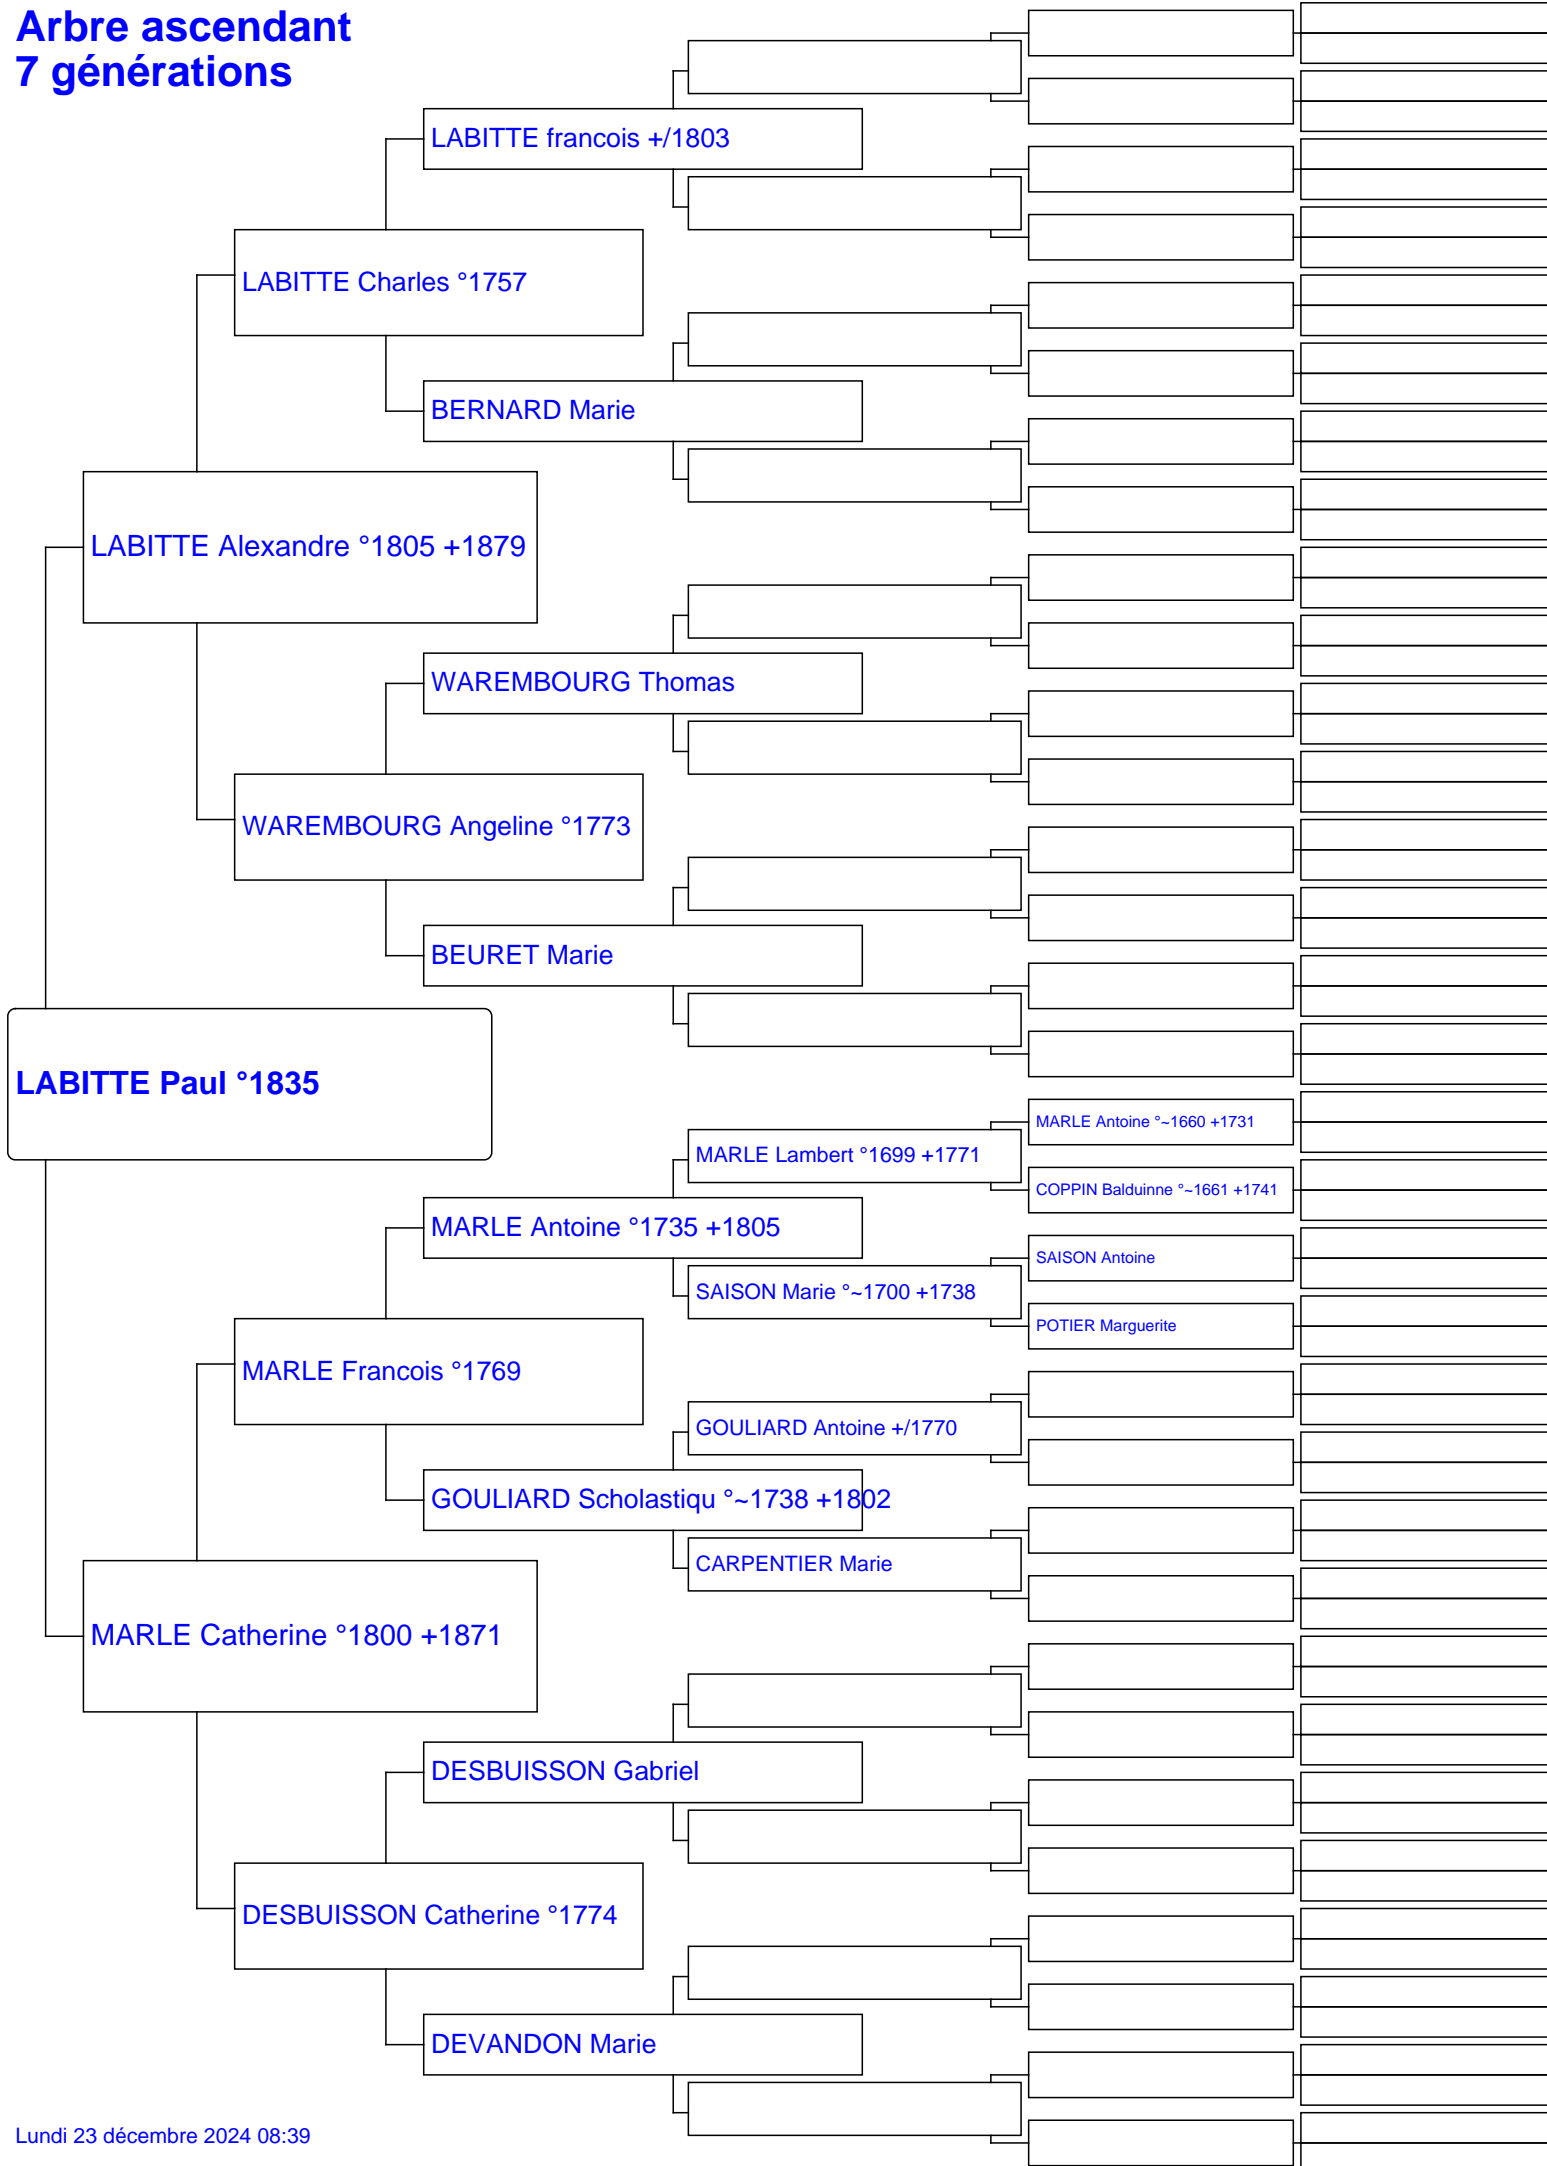 Arbre ascendant
7 générations
LABITTE francois +/1803
LABITTE Charles °1757
BERNARD Marie
LABITTE Alexandre °1805 +1879
WAREMBOURG Thomas
WAREMBOURG Angeline °1773
BEURET Marie
LABITTE Paul °1835
MARLE Antoine °~1660 +1731
MARLE Lambert °1699 +1771
COPPIN Balduinne °~1661 +1741
MARLE Antoine °1735 +1805
SAISON Antoine
SAISON Marie °~1700 +1738
POTIER Marguerite
MARLE Francois °1769
GOULIARD Antoine +/1770
GOULIARD Scholastiqu °~1738 +1802
CARPENTIER Marie
MARLE Catherine °1800 +1871
DESBUISSON Gabriel
DESBUISSON Catherine °1774
DEVANDON Marie
Lundi 23 décembre 2024 08:39